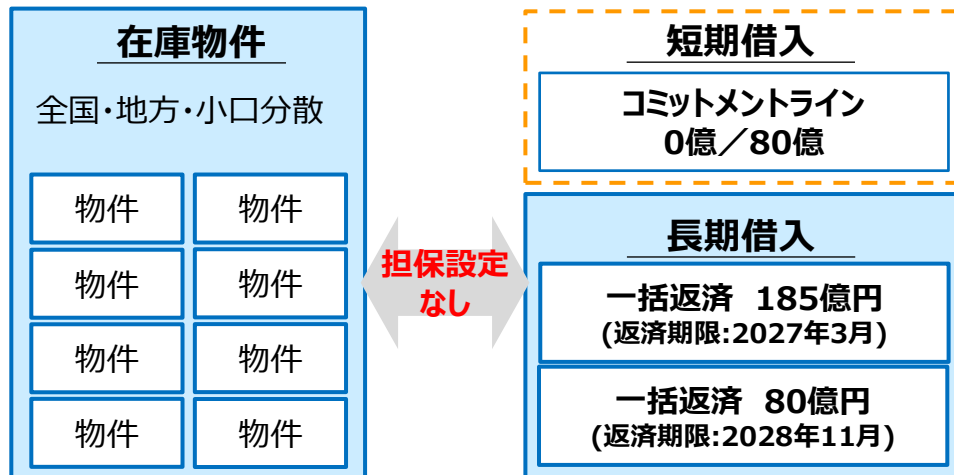 在庫物件
全国・地方・小口分散
物件
物件
物件
物件
物件
物件
物件
物件
担保設定
なし
短期借入
コミットメントライン
0億／80億
長期借入
一括返済 185億円
(返済期限:2027年3月)
一括返済 80億円
(返済期限:2028年11月)